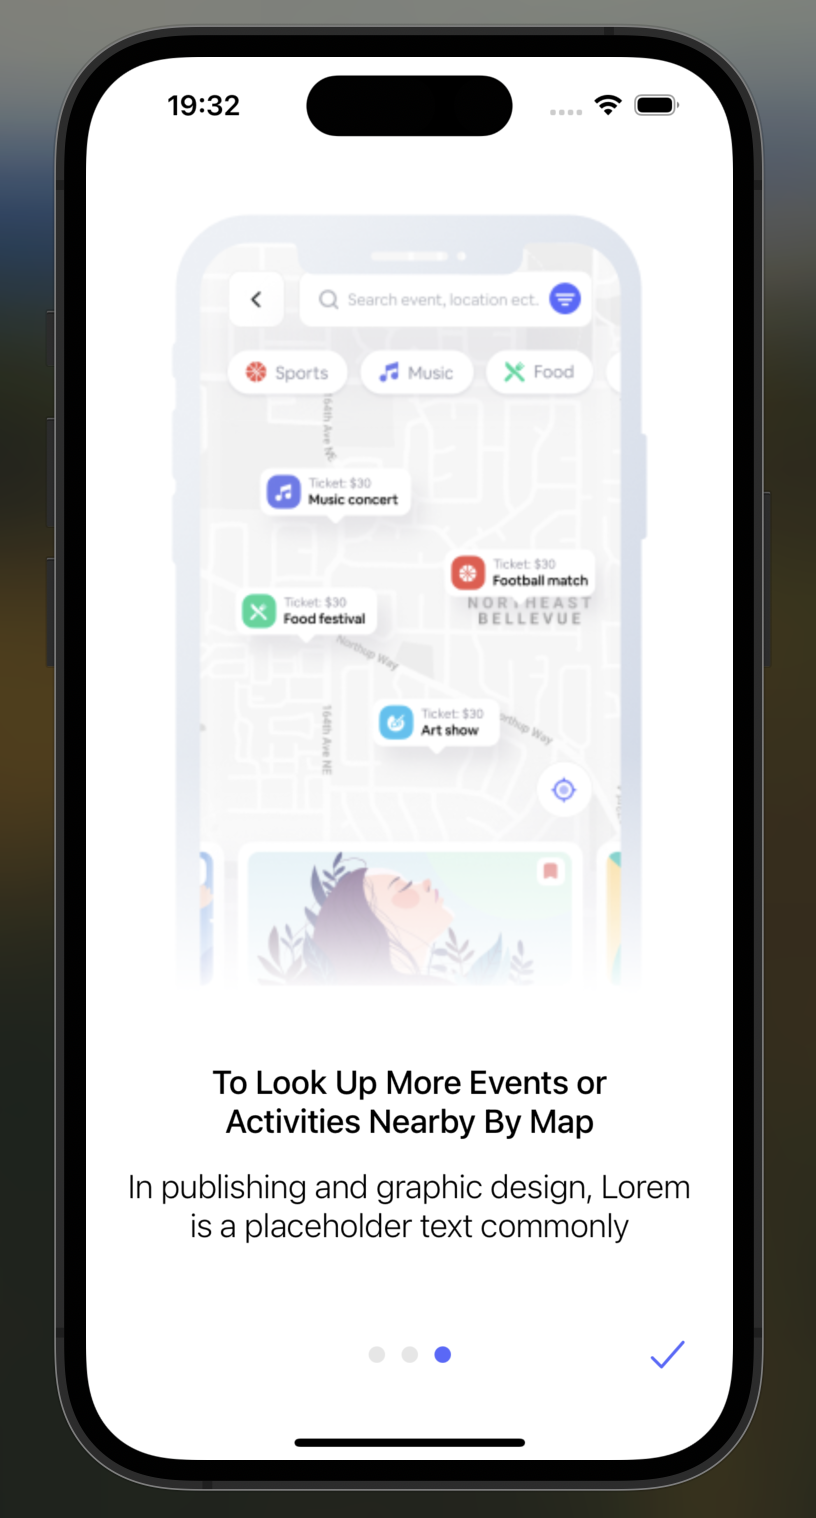 19:32
Search event, location ect.
Sports
Music
Food
164th Ave NE
Ticket: $30
Music concert
Ticket: $30
Football match
NORTHEAST
BELLEVUE
Ticket: $30
Food festival
Northup Way
Ticket: $30
Art show
orthup Way
164th Ave NE
To Look Up More Events or
Activities Nearby By Map
In publishing and graphic design, Lorem
is a placeholder text commonly